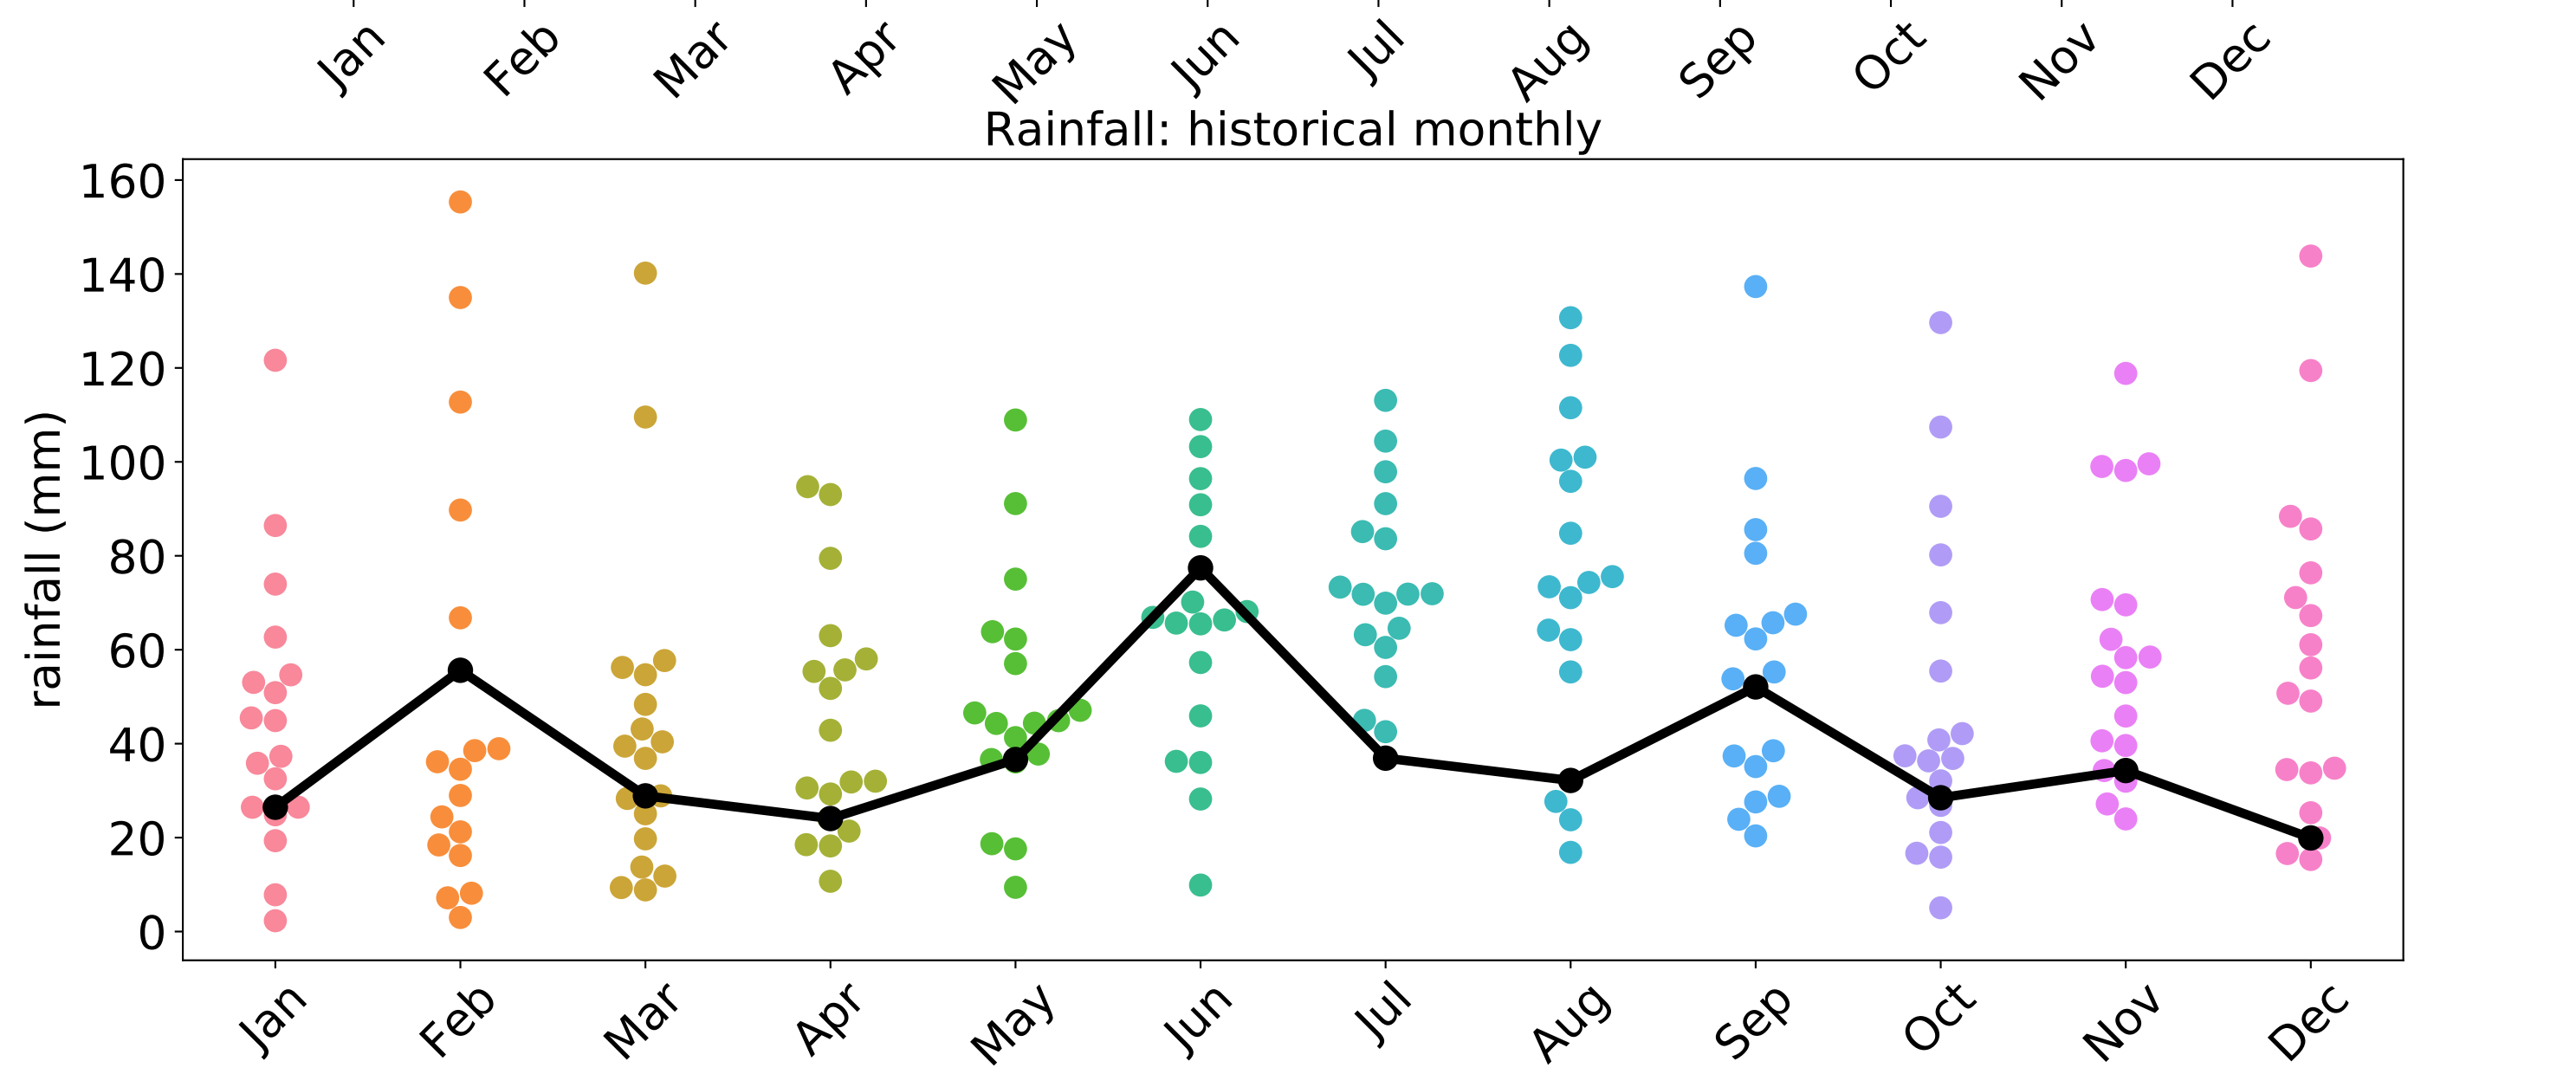 Jan Feb Mar Apr May Jun Jul Aug Sep Oct Nov Dec
Rainfall: historical monthly
rainfall (mm)
160
140
120
100
80
60
40
20
0
Jan Feb Mar Apr May Jun Jul Aug Sep Oct Nov Dec